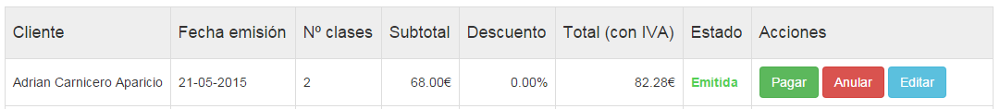 Cliente Fecha emisión Nº clases Subtotal Descuento Total (con IVA) Estado Acciones
Adrian Carnicero Aparicio 21-05-2015 2 68.00€ 0.00% 82.28€ Emitida Pagar Anular Editar